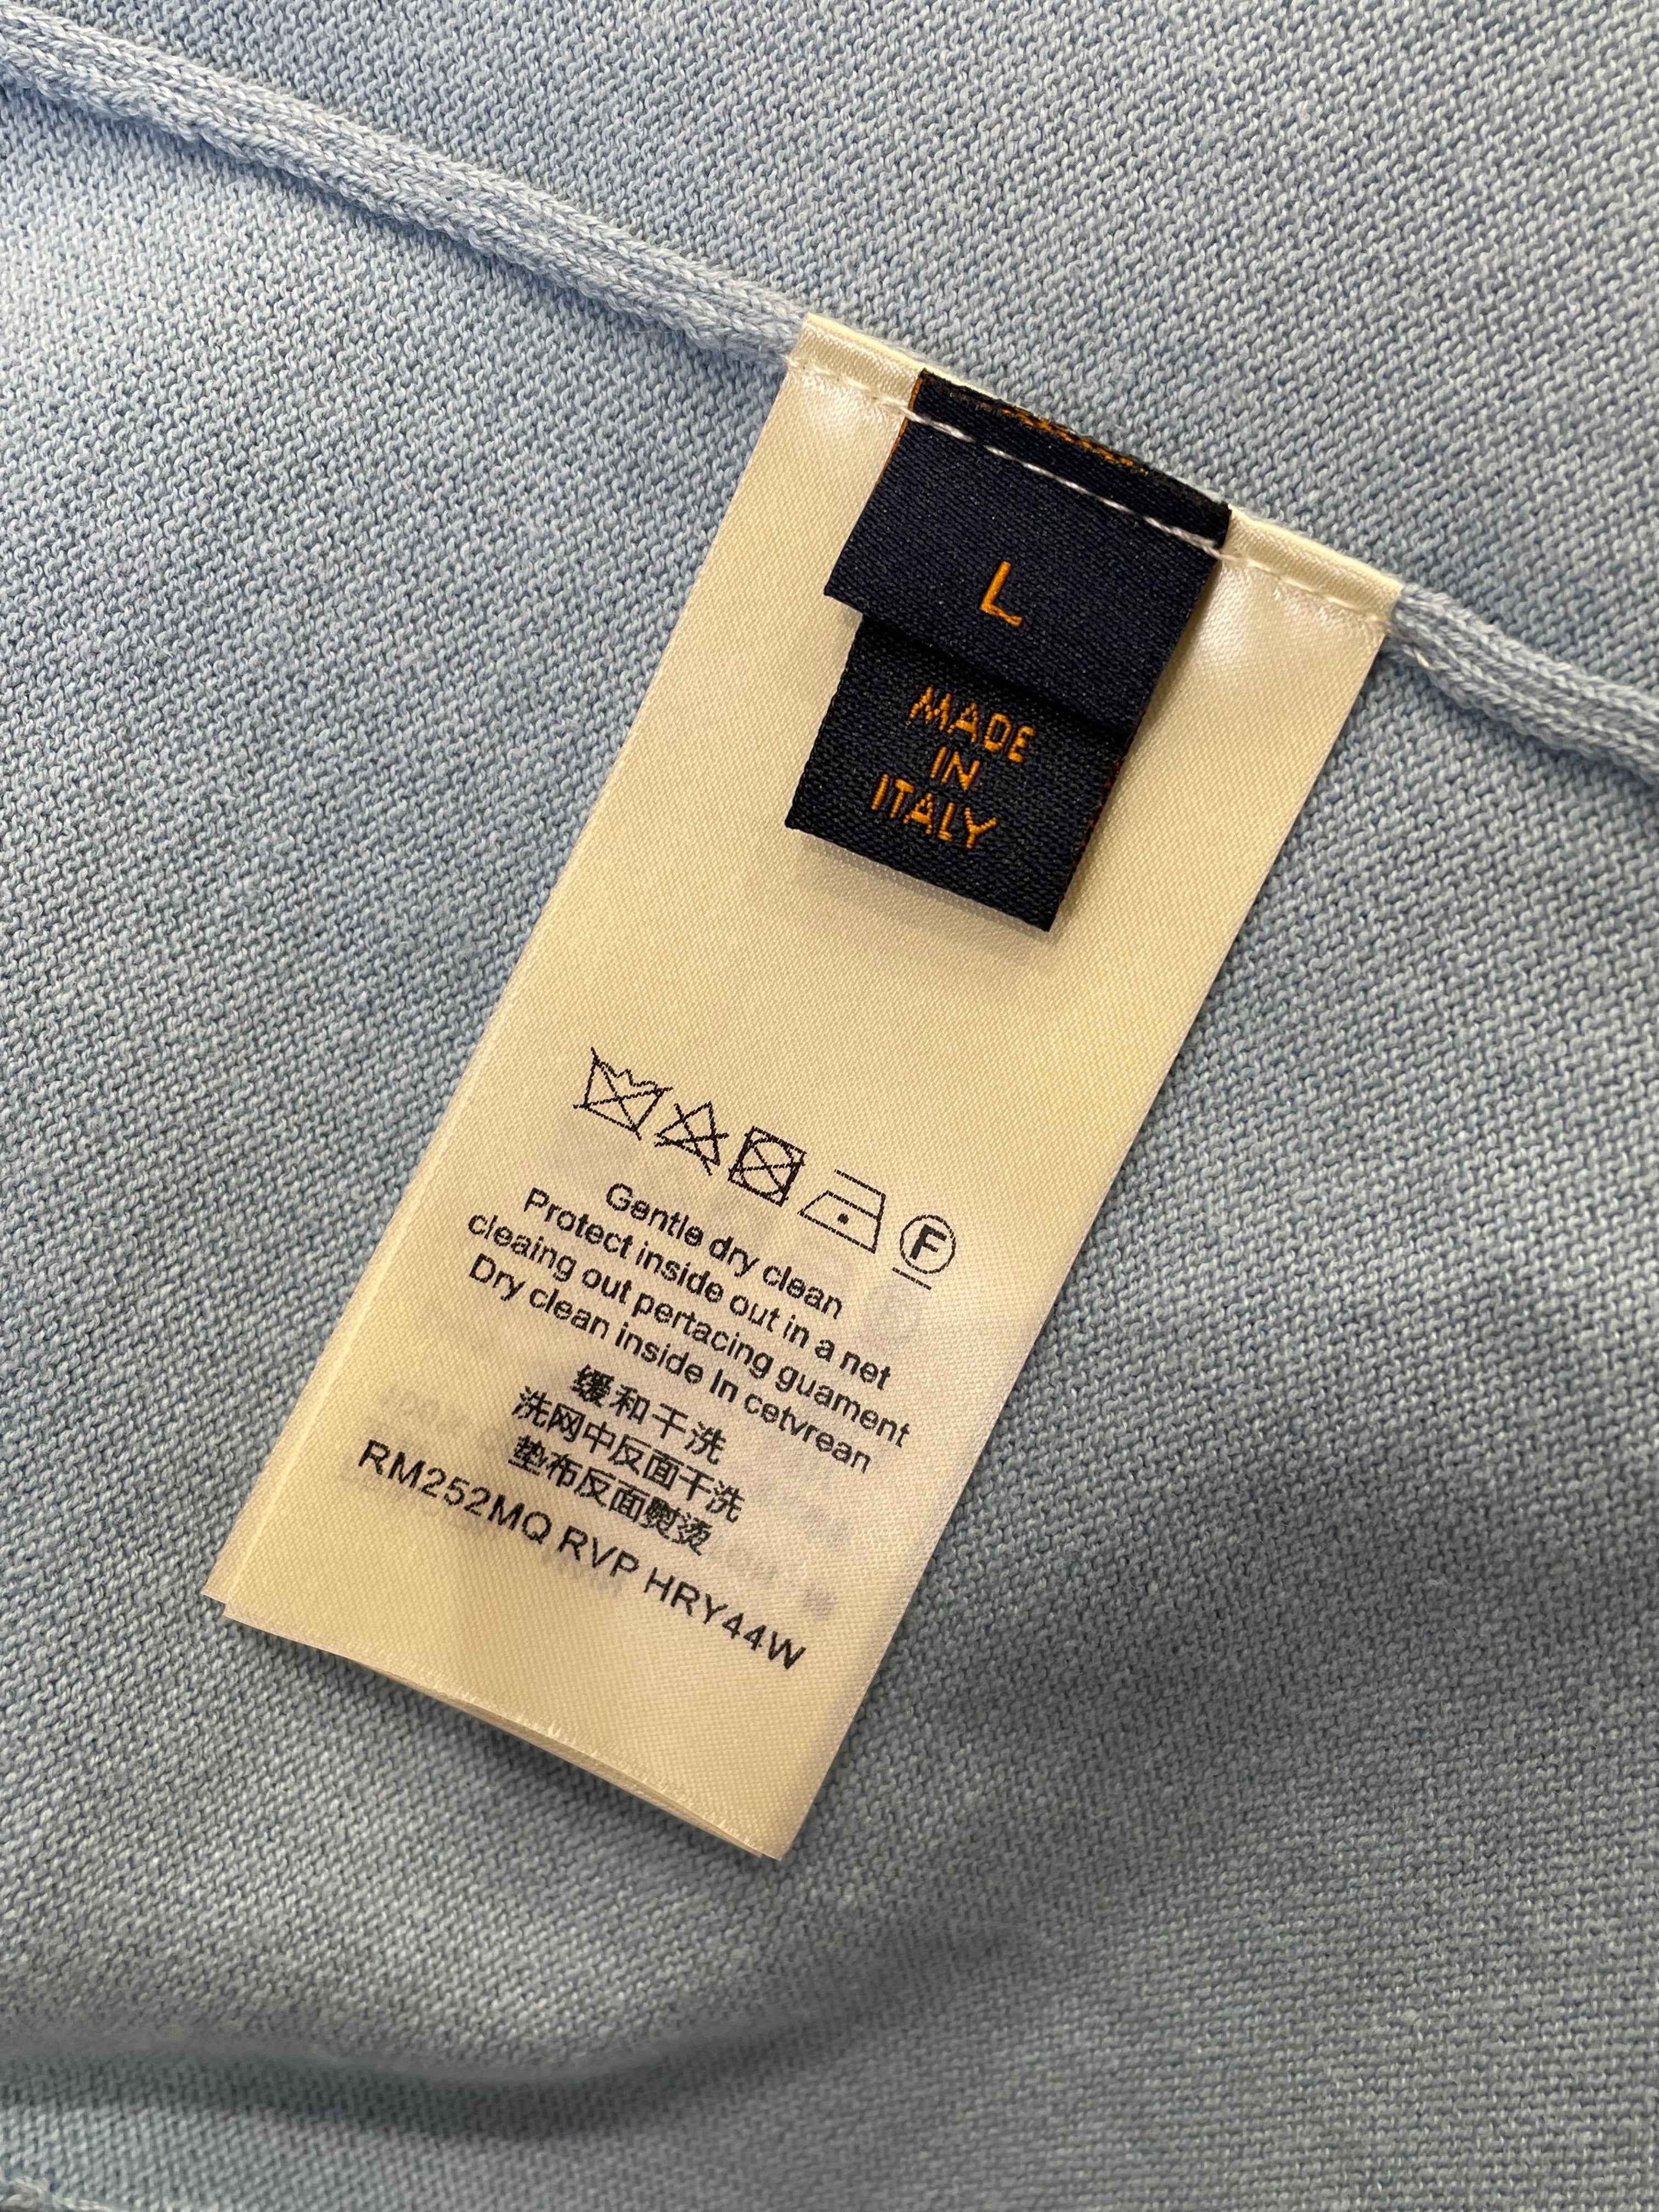 L
MADE
IN
ITALY
F
Gentle dry clean
Protect inside out in a net
cleaing out pertacing guament
Dry clean inside In cetvrean
缓和干洗
洗网中反面干洗
垫布反面熨烫
RM252MQ RVP HRY44W